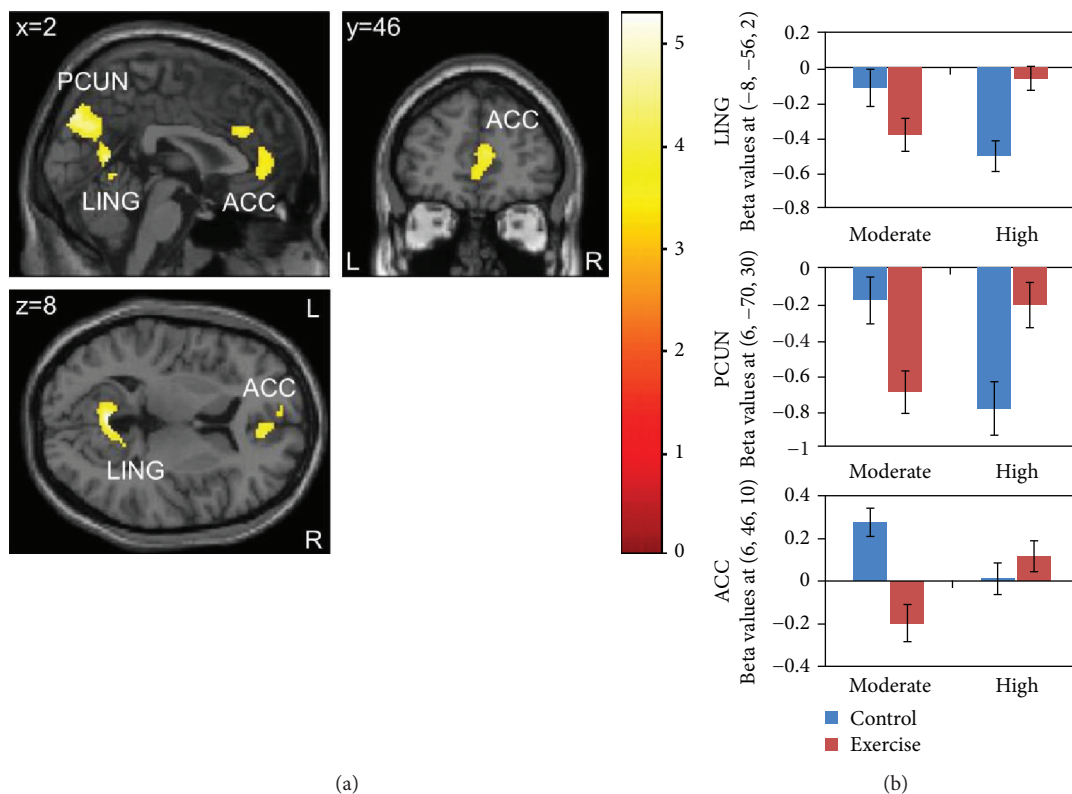 x=2
PCUN
LING
ACC
y=46
ACC
L
R
z=8
L
ACC
LING
R
5
4
3
2
1
0
(a)
LING
Beta values at (−8, −56, 2)
0.2
0
−0.2
−0.4
−0.6
−0.8
Moderate High
PCUN
Beta values at (6, −70, 30)
0
−0.2
−0.4
−0.6
−0.8
−1
Moderate High
ACC
Beta values at (6, 46, 10)
0.4
0.2
0
−0.2
−0.4
Moderate High
Control
Exercise
(b)